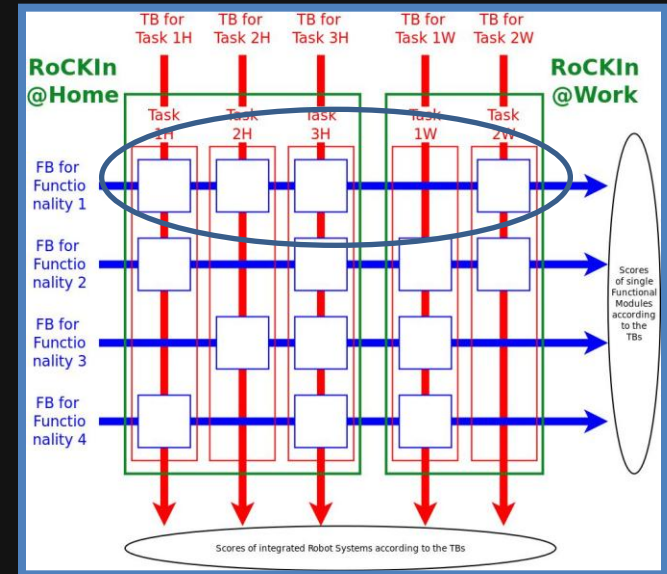 TB for
Task 1H
TB for
Task 2H
TB for
Task 3H
TB for
Task 1W
TB for
Task 2W
RoCKIn
@Home
RoCKIn
@Work
Task
1H
Task
2H
Task
3H
Task
1W
Task
2W
FB for
Functio
nality 1
FB for
Functio
nality 2
FB for
Functio
nality 3
FB for
Functio
nality 4
Scores
of single
Functional
Modules
according
to the
TBs
Scores of integrated Robot Systems according to the TBs